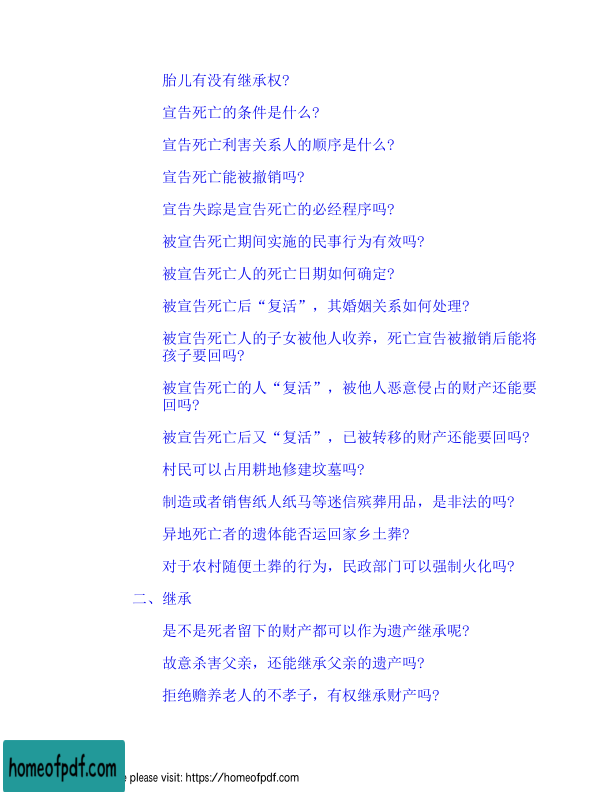 胎儿有没有继承权?
宣告死亡的条件是什么?
宣告死亡利害关系人的顺序是什么?
宣告死亡能被撤销吗?
宣告失踪是宣告死亡的必经程序吗?
被宣告死亡期间实施的民事行为有效吗?
被宣告死亡人的死亡日期如何确定?
被宣告死亡后“复活”，其婚姻关系如何处理?
被宣告死亡人的子女被他人收养，死亡宣告被撤销后能将
孩子要回吗?
被宣告死亡的人“复活”，被他人恶意侵占的财产还能要
回吗?
被宣告死亡后又“复活”，已被转移的财产还能要回吗?
村民可以占用耕地修建坟墓吗?
制造或者销售纸人纸马等迷信殡葬用品，是非法的吗?
异地死亡者的遗体能否运回家乡土葬?
对于农村随便土葬的行为，民政部门可以强制火化吗?
二、继承
是不是死者留下的财产都可以作为遗产继承呢?
故意杀害父亲，还能继承父亲的遗产吗?
拒绝赡养老人的不孝子，有权继承财产吗?
homeofpdf.com
please visit: https://homeofpdf.com